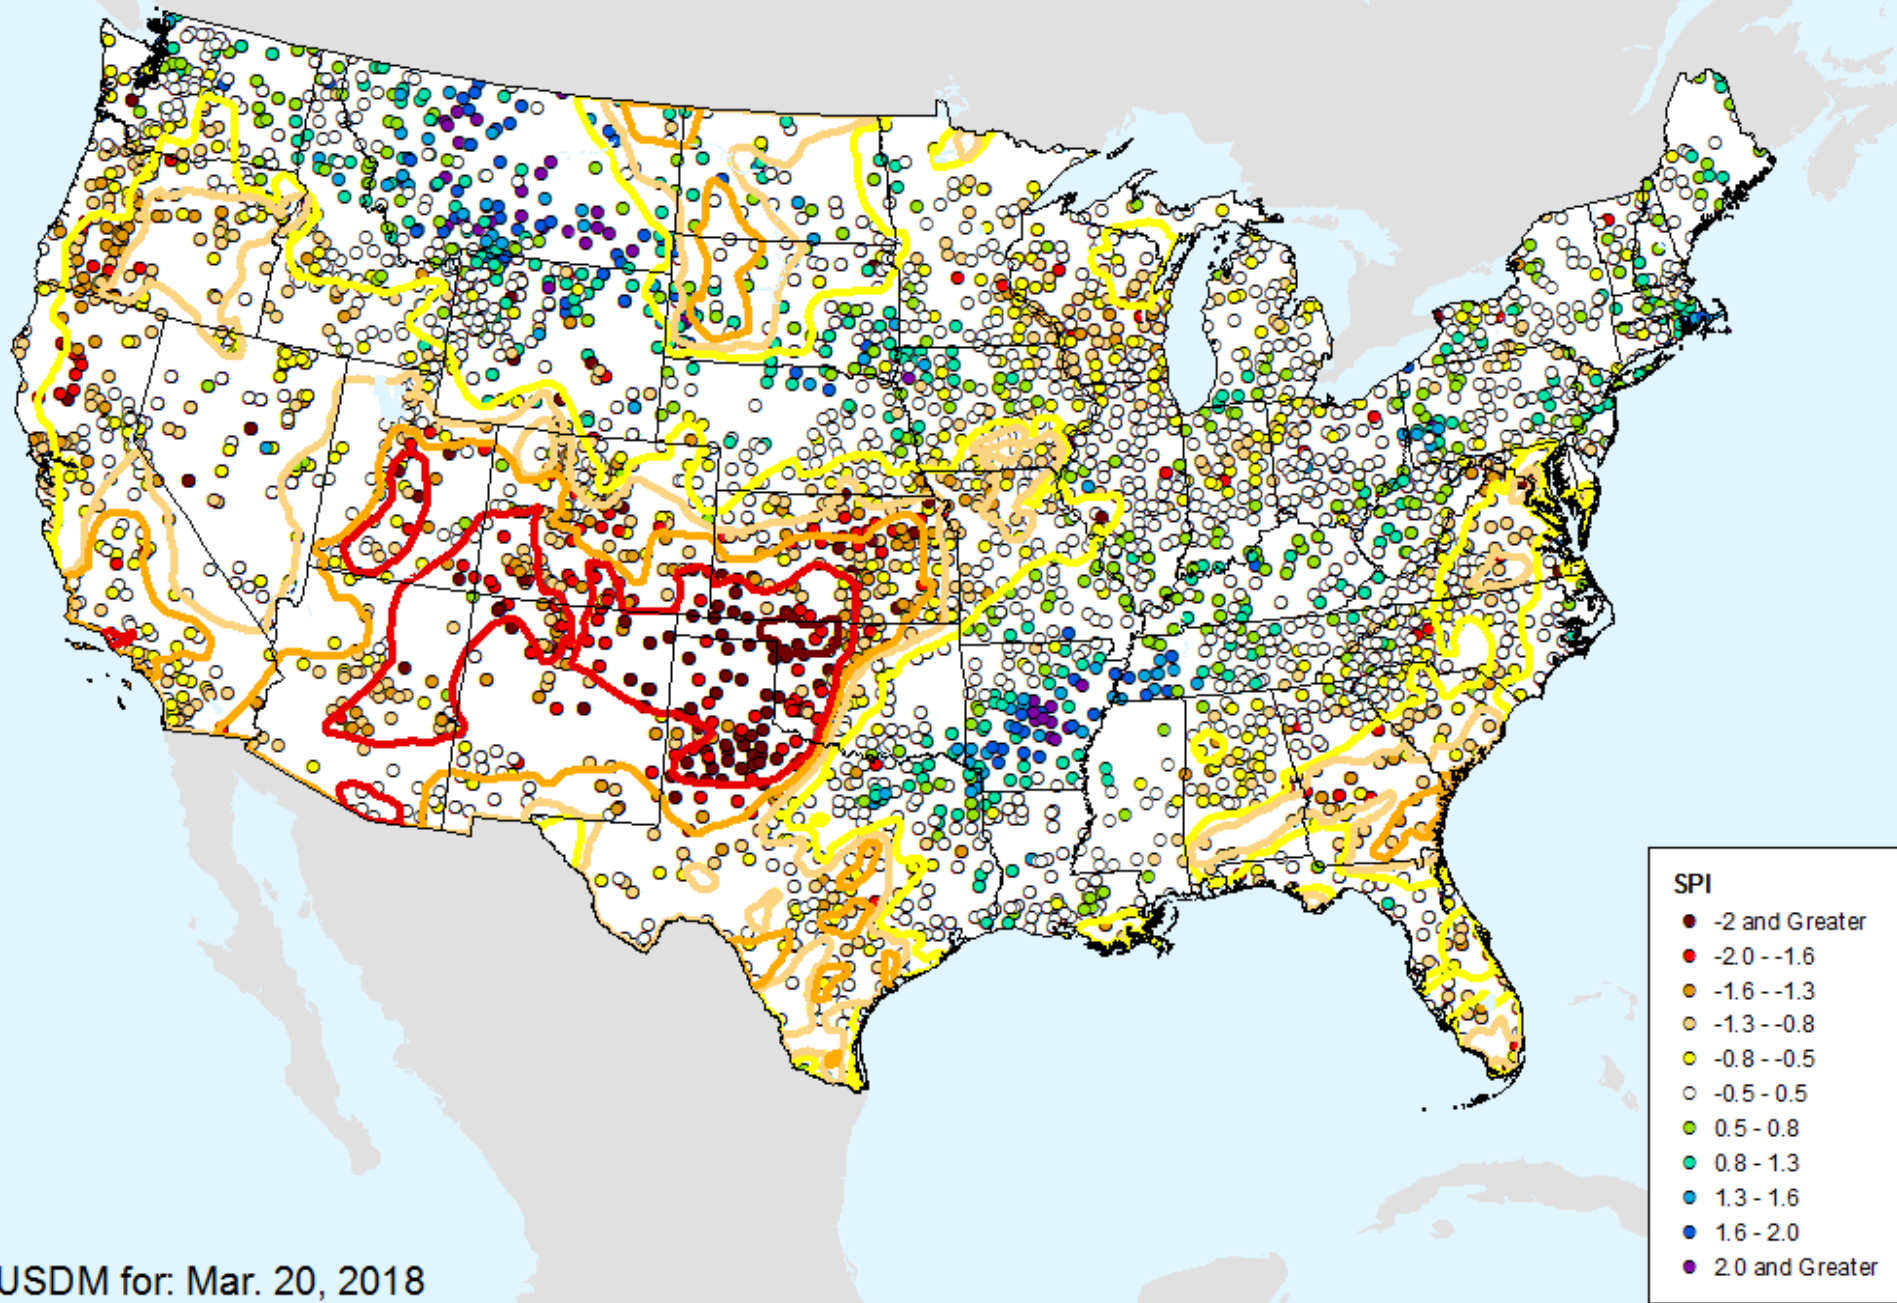 SPI
-2 and Greater
-2.0 - -1.6
-1.6 - -1.3
-1.3 - -0.8
-0.8 - -0.5
-0.5 - 0.5
0.5 - 0.8
0.8 - 1.3
1.3 - 1.6
1.6 - 2.0
2.0 and Greater
USDM for: Mar. 20, 2018